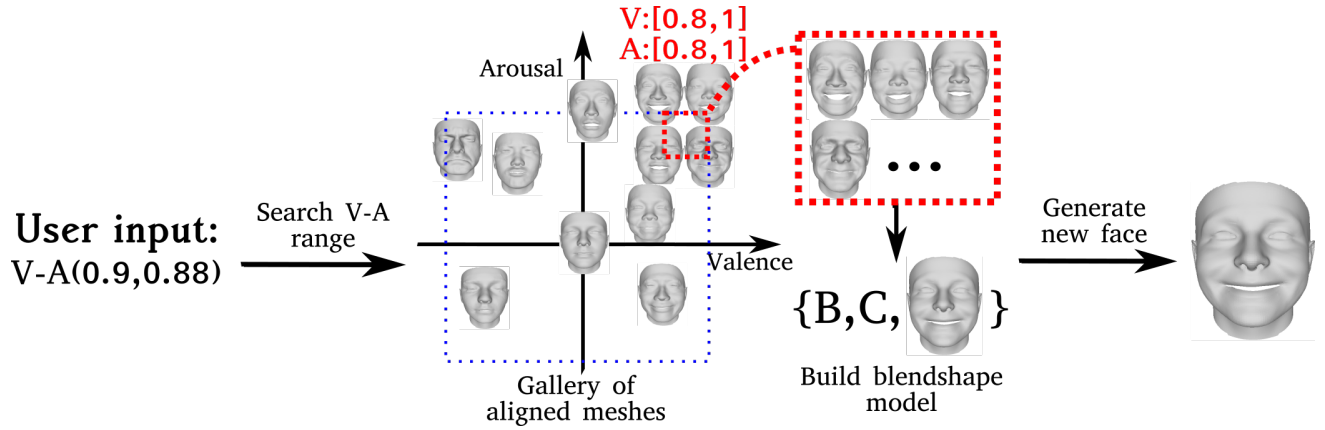 User input:
V-A(0.9,0.88)
Search V-A
range
Arousal
V:[0.8,1]
A:[0.8,1]
Valence
Gallery of
aligned meshes
...
{B,C, }
Build blendshape
model
Generate
new face